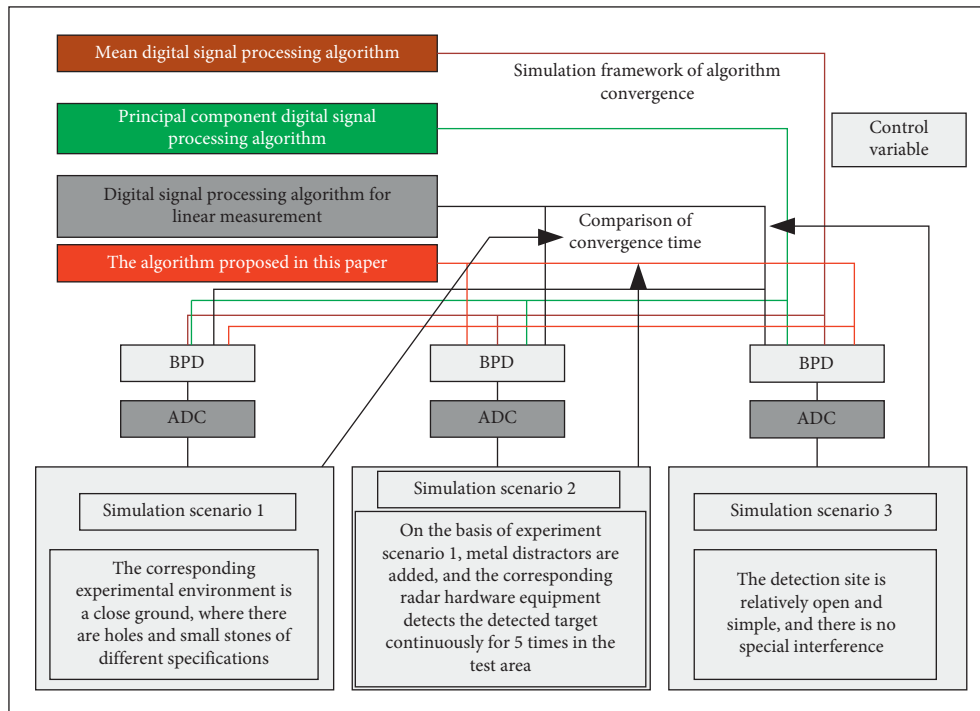 Mean digital signal processing algorithm
Simulation framework of algorithm
convergence
Principal component digital signal
processing algorithm
Control
variable
Digital signal processing algorithm for
linear measurement
Comparison of
convergence time
The algorithm proposed in this paper
BPD
BPD
BPD
ADC
ADC
ADC
Simulation scenario 1
The corresponding
experimental environment is
a close ground, where there
are holes and small stones of
different specifications
Simulation scenario 2
On the basis of experiment
scenario 1, metal distractors are
added, and the corresponding
radar hardware equipment
detects the detected target
continuously for 5 times in the
test area
Simulation scenario 3
The detection site is
relatively open and
simple, and there is no
special interference